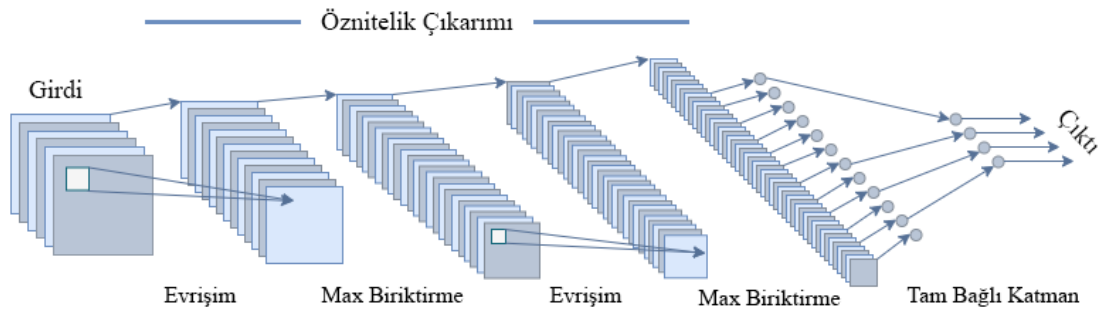 Öznitelik Çıkarımı
Girdi
Çıktı
Evrişim
Max Biriktirme
Evrişim
Max Biriktirme
Tam Bağlı Katman